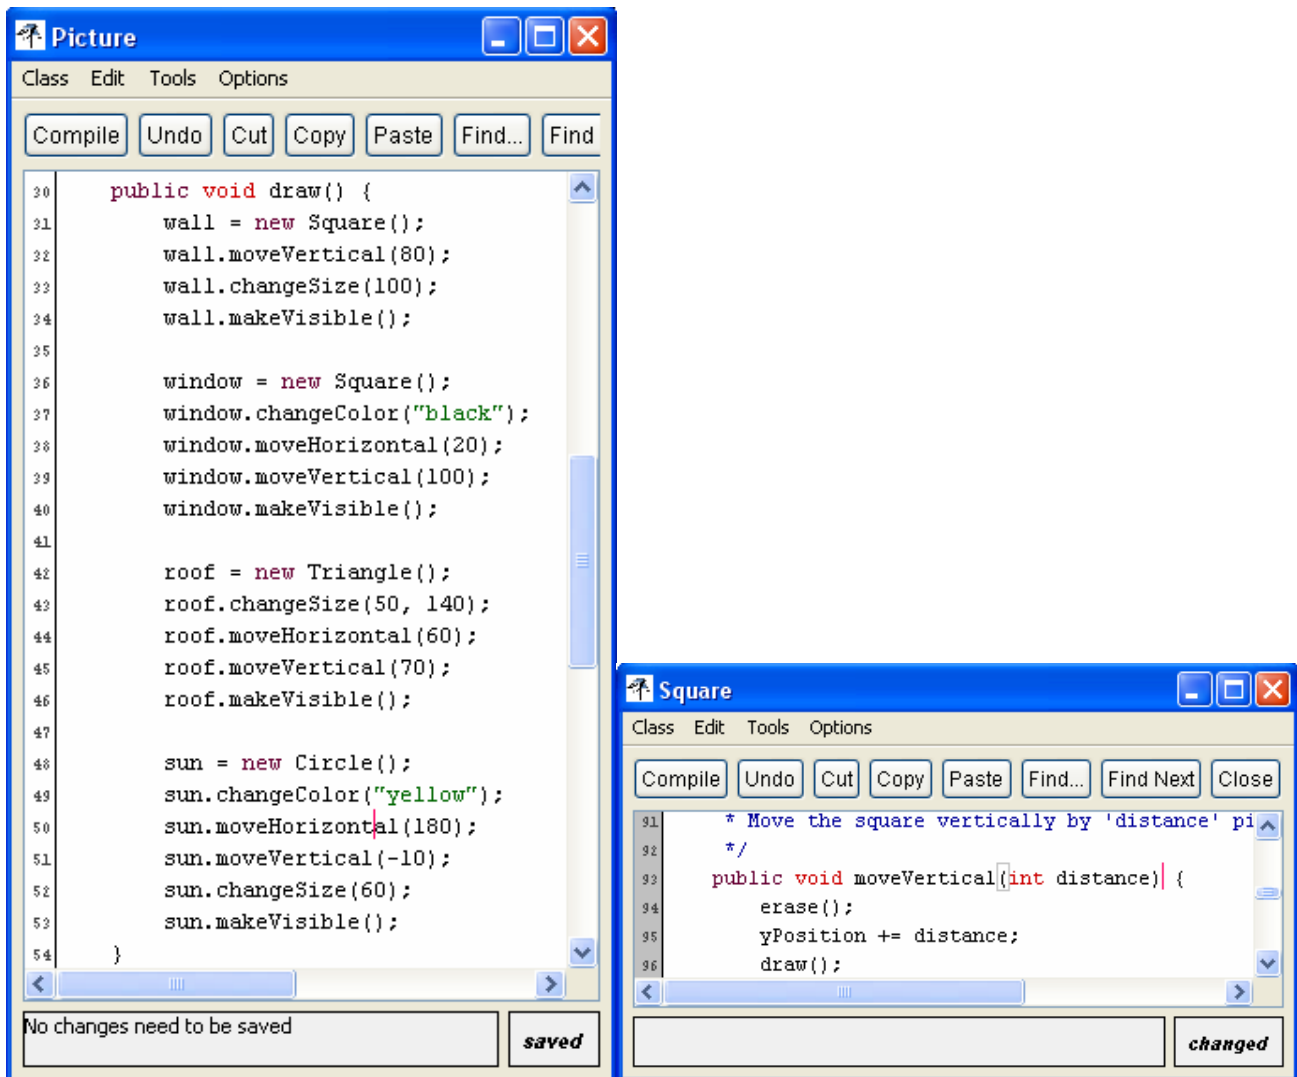 Picture
Class Edit Tools Options
Compile Undo Cut Copy Paste Find... Find
30 public void draw() {
31 wall = new Square();
32 wall.moveVertical(80);
33 wall.changeSize(100);
34 wall.makeVisible();
35
36 window = new Square();
37 window.changeColor("black");
38 window.moveHorizontal(20);
39 window.moveVertical(100);
40 window.makeVisible();
41
42 roof = new Triangle();
43 roof.changeSize(50, 140);
44 roof.moveHorizontal(60);
45 roof.moveVertical(70);
46 roof.makeVisible();
47
48 sun = new Circle();
49 sun.changeColor("yellow");
50 sun.moveHorizontal(180);
51 sun.moveVertical(-10);
52 sun.changeSize(60);
53 sun.makeVisible();
54 }
No changes need to be saved
saved
Square
Class Edit Tools Options
Compile Undo Cut Copy Paste Find... Find Next Close
91 * Move the square vertically by 'distance' pi
92 */
93 public void moveVertical(int distance) {
94 erase();
95 yPosition += distance;
96 draw();
changed